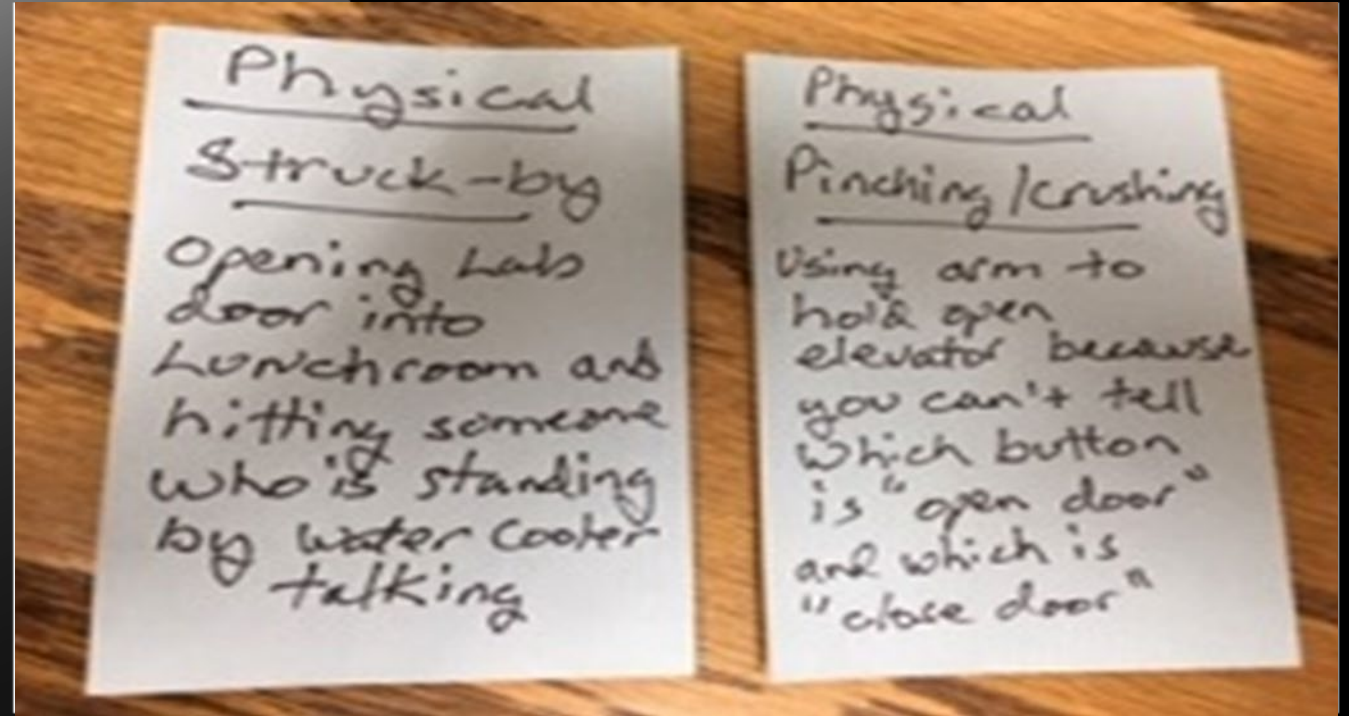 Physical
Struck-by
Opening Lab
door into
Lunchroom and
hitting someone
who is standing
by water cooler
talking
Physical
Pinching/crushing
Using arm to
hold open
elevator because
you can't tell
which button
is "open door"
and which is
"close door"